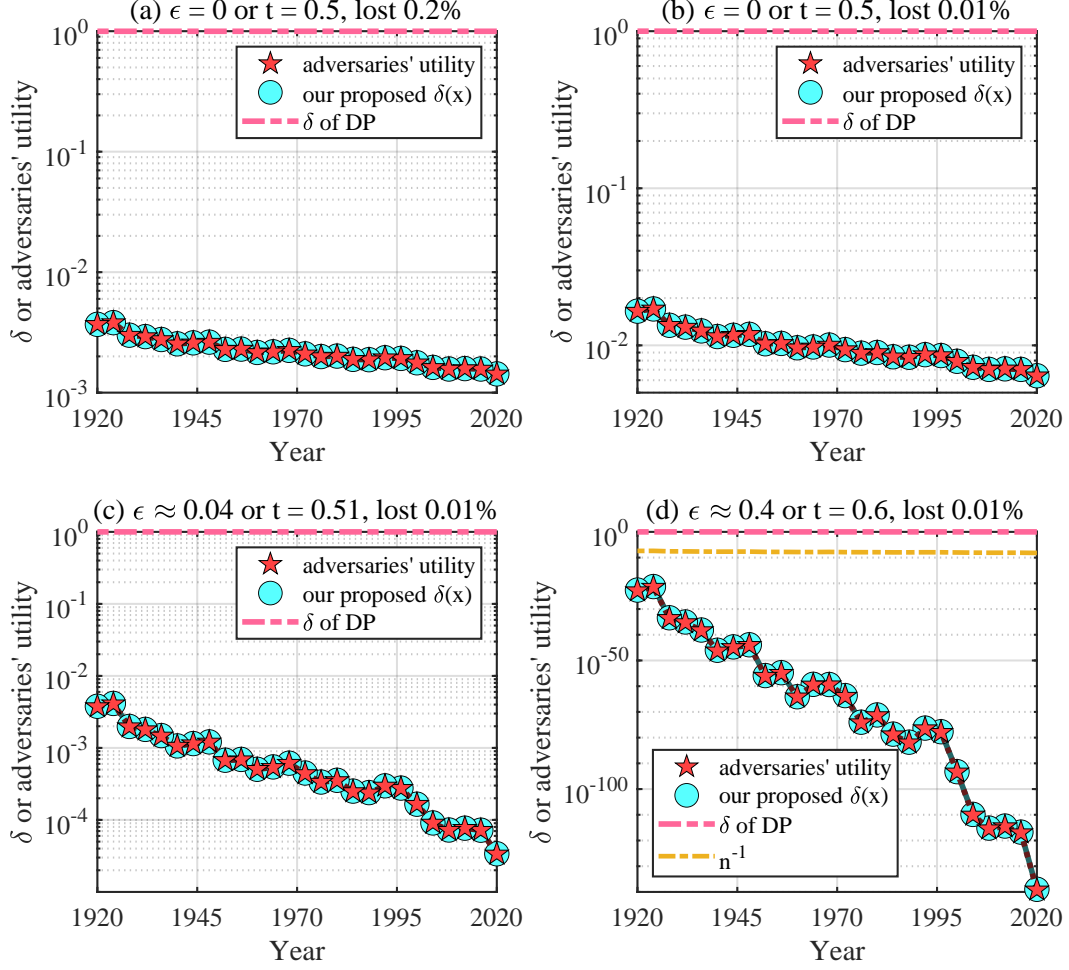 (a) ϵ = 0 or t = 0.5, lost 0.2%
δ or adversaries' utility
10^0
10^-1
10^-2
10^-3
adversaries' utility
our proposed δ(x)
δ of DP
1920 1945 1970 1995 2020
Year
(b) ϵ = 0 or t = 0.5, lost 0.01%
δ or adversaries' utility
10^0
10^-1
10^-2
adversaries' utility
our proposed δ(x)
δ of DP
1920 1945 1970 1995 2020
Year
(c) ϵ ≈ 0.04 or t = 0.51, lost 0.01%
δ or adversaries' utility
10^0
10^-1
10^-2
10^-3
10^-4
adversaries' utility
our proposed δ(x)
δ of DP
1920 1945 1970 1995 2020
Year
(d) ϵ ≈ 0.4 or t = 0.6, lost 0.01%
δ or adversaries' utility
10^0
10^-50
10^-100
adversaries' utility
our proposed δ(x)
δ of DP
n^-1
1920 1945 1970 1995 2020
Year